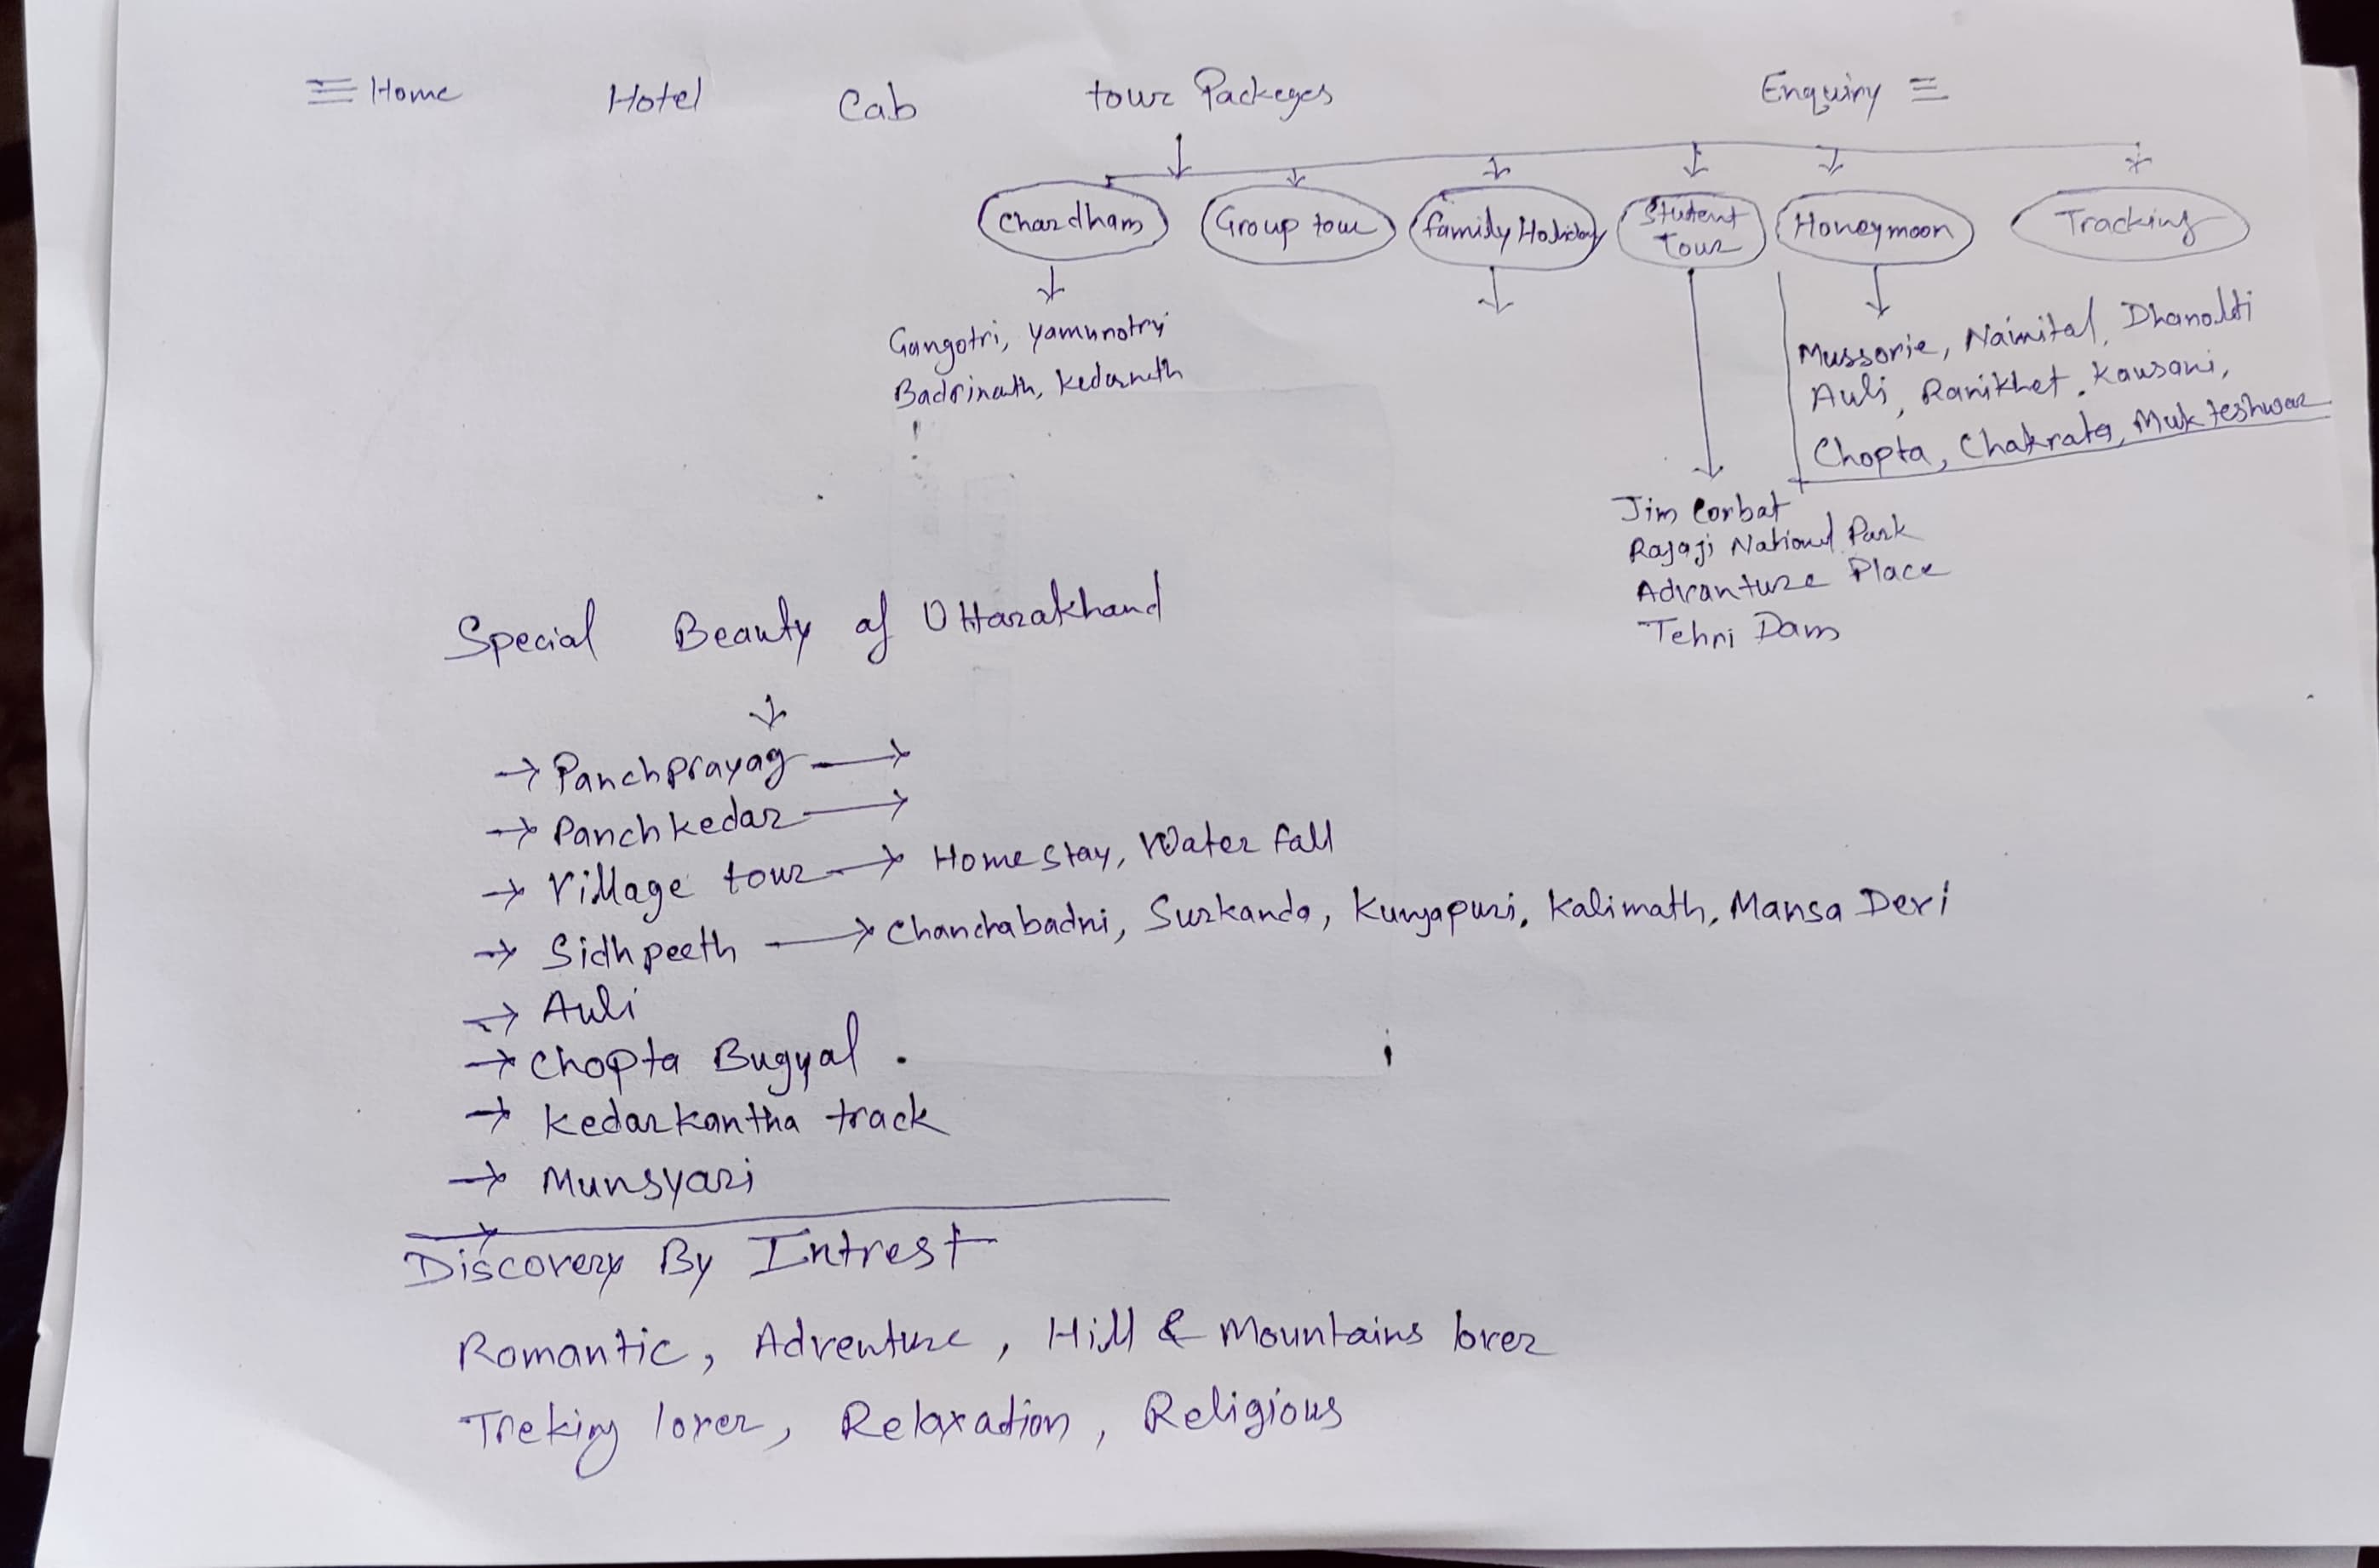 Home Hotel Cab tour Packeges Enquiry
Chardham Group tour family Holiday Student Tour Honeymoon Tracking
Gangotri, Yamunotry
Badrinath, Kedarnath
Mussorie, Nainital, Dhanolti
Auli, Ranikhet, Kausani,
Chopta, Chakrata, Mukteshwar
Jim Corbat
Rajaji National Park
Advanture Place
Tehri Dam
Special Beauty of Uttarakhand
→ Panchprayag →
→ Panchkedar →
→ Village tour → Home stay, Water fall
→ Sidhpeeth → Chandrabadni, Surkanda, Kunjapuri, Kalimath, Mansa Devi
→ Auli
→ Chopta Bugyal .
→ Kedarkantha track
→ Munsyari
Discovery By Intrest
Romantic, Adventure, Hill & Mountains lover
Treking lover, Relaxation, Religious